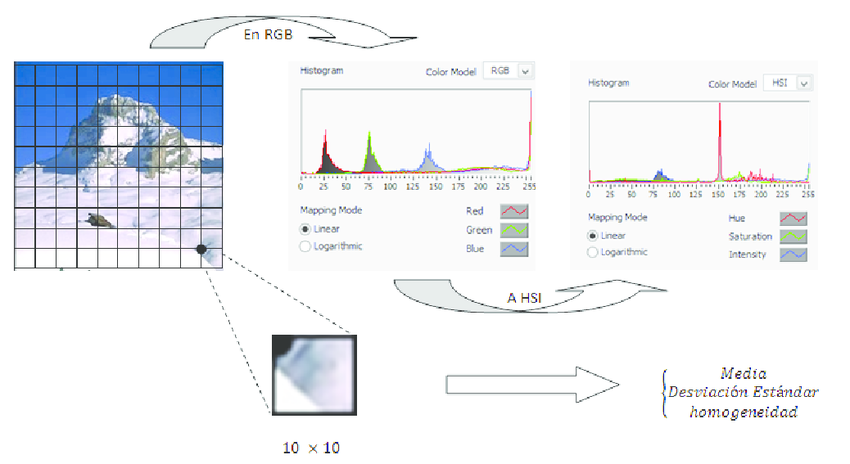 En RGB
Histogram
Color Model RGB
0 25 50 75 100 125 150 175 200 225 255
Mapping Mode
Linear
Logarithmic
Red
Green
Blue
Histogram
Color Model HSI
0 25 50 75 100 125 150 175 200 225 255
Mapping Mode
Linear
Logarithmic
Hue
Saturation
Intensity
A HSI
Media
Desviación Estándar
homogeneidad
10 × 10